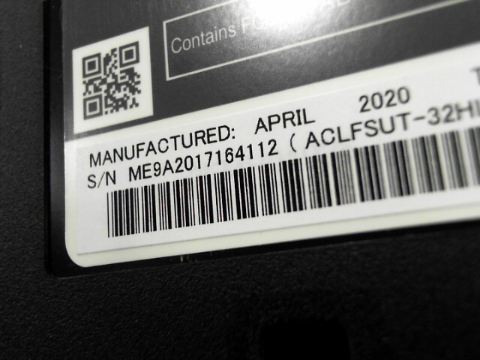 Contains
MANUFACTURED: APRIL 2020
S/N ME9A2017164112 ( ACLFSUT-32H